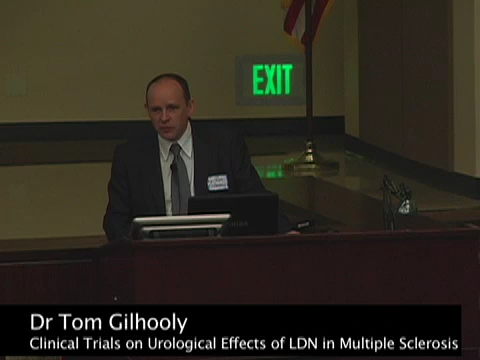 EXIT
Dr Tom Gilhooly
Clinical Trials on Urological Effects of LDN in Multiple Sclerosis